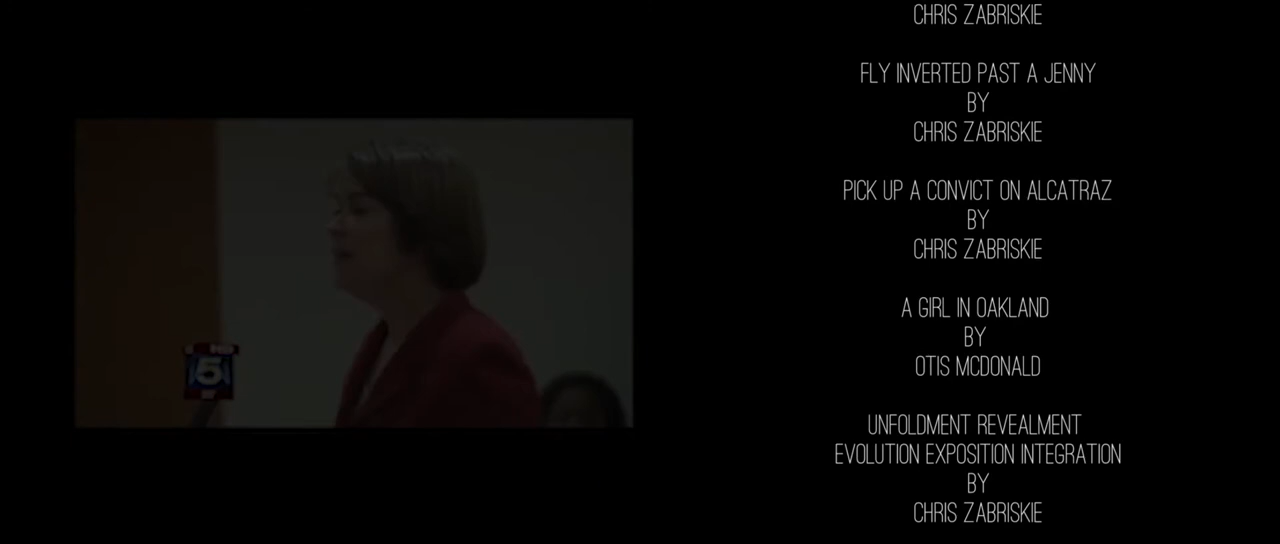 CHRIS ZABRISKIE
FLY INVERTED PAST A JENNY
BY
CHRIS ZABRISKIE
PICK UP A CONVICT ON ALCATRAZ
BY
CHRIS ZABRISKIE
A GIRL IN OAKLAND
BY
OTIS MCDONALD
UNFOLDMENT REVEALMENT
EVOLUTION EXPOSITION INTEGRATION
BY
CHRIS ZABRISKIE
5